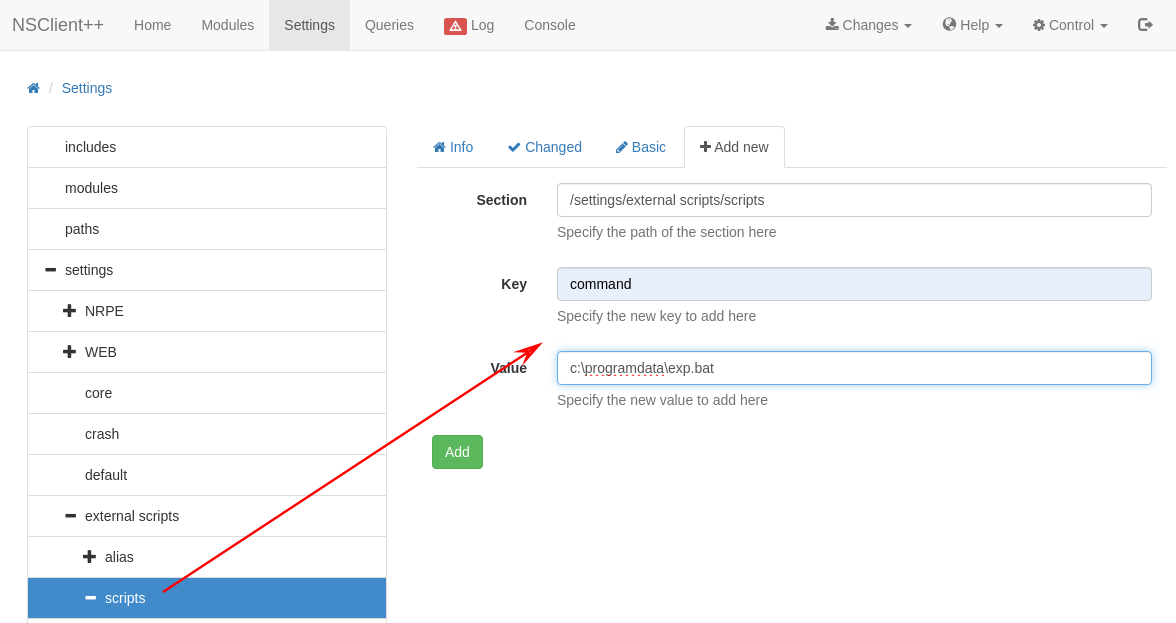 NSClient++ Home Modules Settings Queries Log Console Changes Help Control
/ Settings
includes
modules
paths
settings
NRPE
WEB
core
crash
default
external scripts
alias
scripts
Info Changed Basic Add new
Section /settings/external scripts/scripts
Specify the path of the section here
Key command
Specify the new key to add here
Value c:\programdata\exp.bat
Specify the new value to add here
Add